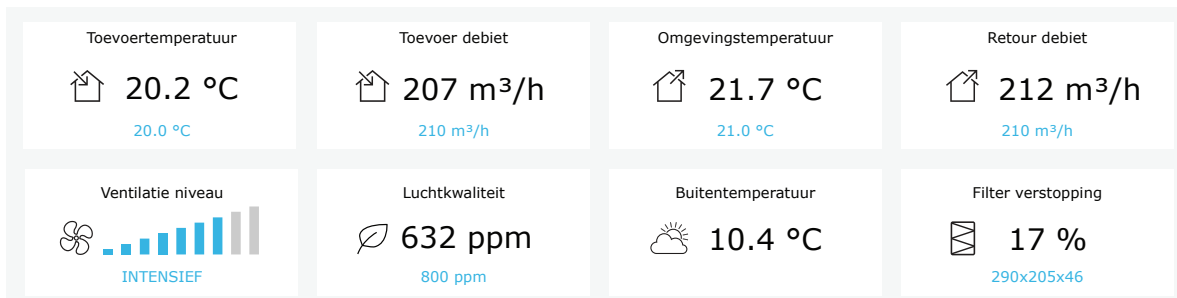 Toevoertemperatuur
20.2 °C
20.0 °C
Toevoer debiet
207 m³/h
210 m³/h
Omgevingstemperatuur
21.7 °C
21.0 °C
Retour debiet
212 m³/h
210 m³/h
Ventilatie niveau
INTENSIEF
Luchtkwaliteit
632 ppm
800 ppm
Buitentemperatuur
10.4 °C
Filter verstopping
17 %
290x205x46